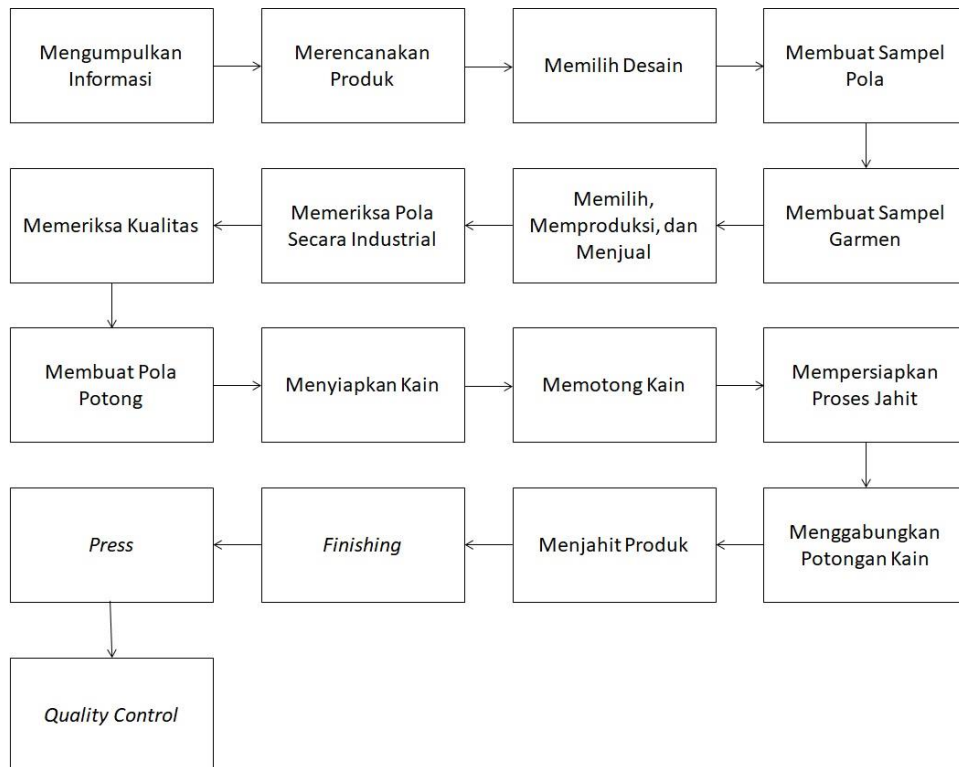 Mengumpulkan
Informasi
Merencanakan
Produk
Memilih Desain
Membuat Sampel
Pola
Membuat Sampel
Garmen
Memilih,
Memproduksi, dan
Menjual
Memeriksa Pola
Secara Industrial
Memeriksa Kualitas
Membuat Pola
Potong
Menyiapkan Kain
Memotong Kain
Mempersiapkan
Proses Jahit
Menggabungkan
Potongan Kain
Menjahit Produk
Finishing
Press
Quality Control